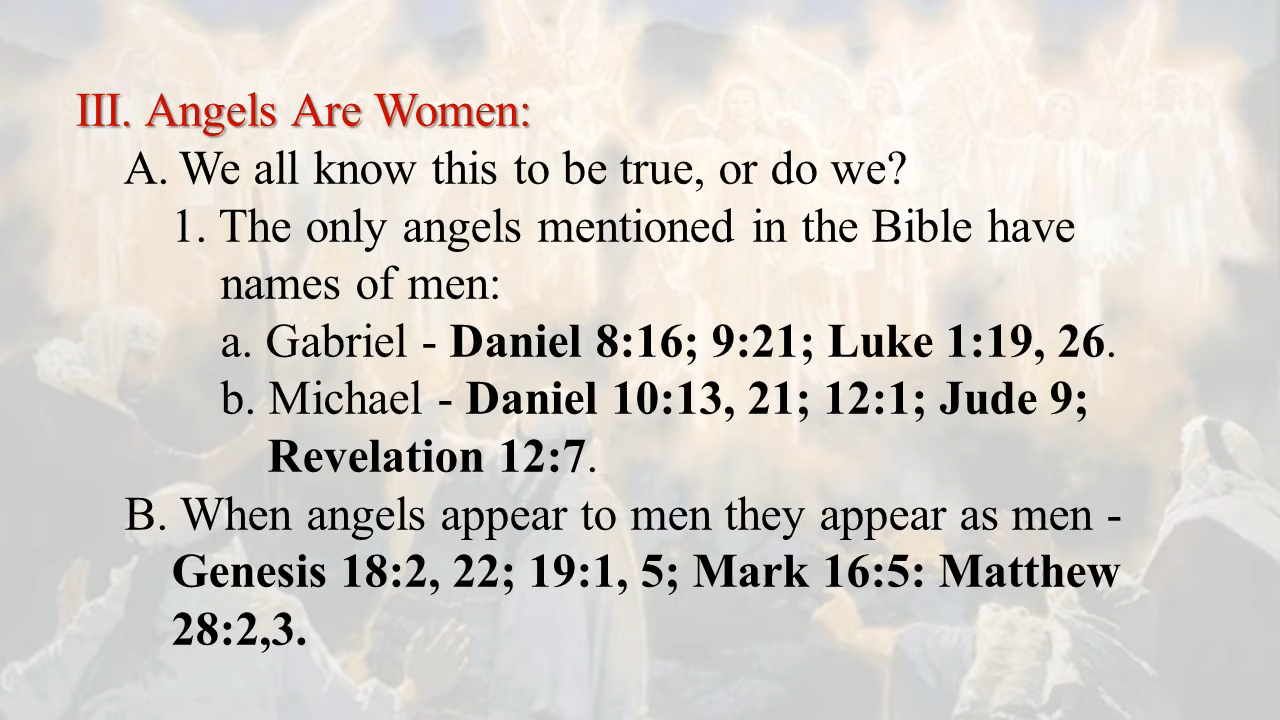 III. Angels Are Women:
A. We all know this to be true, or do we?
1. The only angels mentioned in the Bible have
names of men:
a. Gabriel - Daniel 8:16; 9:21; Luke 1:19, 26.
b. Michael - Daniel 10:13, 21; 12:1; Jude 9;
Revelation 12:7.
B. When angels appear to men they appear as men -
Genesis 18:2, 22; 19:1, 5; Mark 16:5: Matthew
28:2,3.